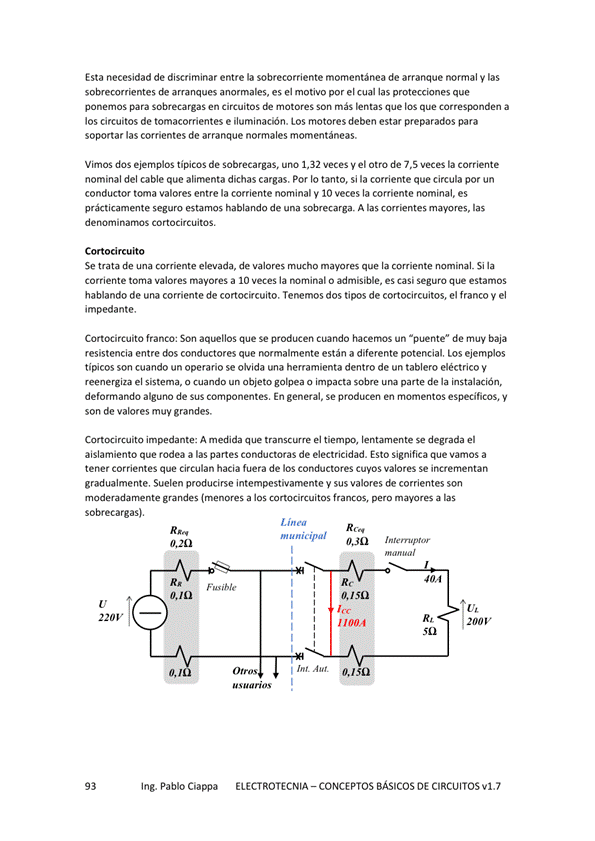 Esta necesidad de discriminar entre la sobrecorriente momentánea de arranque normal y las
sobrecorrientes de arranques anormales, es el motivo por el cual las protecciones que
ponemos para sobrecargas en circuitos de motores son más lentas que los que corresponden a
los circuitos de tomacorrientes e iluminación. Los motores deben estar preparados para
soportar las corrientes de arranque normales momentáneas.
Vimos dos ejemplos típicos de sobrecargas, uno 1,32 veces y el otro de 7,5 veces la corriente
nominal del cable que alimenta dichas cargas. Por lo tanto, si la corriente que circula por un
conductor toma valores entre la corriente nominal y 10 veces la corriente nominal, es
prácticamente seguro estamos hablando de una sobrecarga. A las corrientes mayores, las
denominamos cortocircuitos.
Cortocircuito
Se trata de una corriente elevada, de valores mucho mayores que la corriente nominal. Si la
corriente toma valores mayores a 10 veces la nominal o admisible, es casi seguro que estamos
hablando de una corriente de cortocircuito. Tenemos dos tipos de cortocircuitos, el franco y el
impedante.
Cortocircuito franco: Son aquellos que se producen cuando hacemos un “puente” de muy baja
resistencia entre dos conductores que normalmente están a diferente potencial. Los ejemplos
típicos son cuando un operario se olvida una herramienta dentro de un tablero eléctrico y
reenergiza el sistema, o cuando un objeto golpea o impacta sobre una parte de la instalación,
deformando alguno de sus componentes. En general, se producen en momentos específicos, y
son de valores muy grandes.
Cortocircuito impedante: A medida que transcurre el tiempo, lentamente se degrada el
aislamiento que rodea a las partes conductoras de electricidad. Esto significa que vamos a
tener corrientes que circulan hacia fuera de los conductores cuyos valores se incrementan
gradualmente. Suelen producirse intempestivamente y sus valores de corrientes son
moderadamente grandes (menores a los cortocircuitos francos, pero mayores a las
sobrecargas).
Línea
municipal
R_Req
0,2Ω
R_Ceq
0,3Ω
Interruptor
manual
I
40A
Fusible
R_R
0,1Ω
R_C
0,15Ω
I_CC
1100A
U
220V
R_L
5Ω
U_L
200V
0,1Ω
Otros
usuarios
Int. Aut.
0,15Ω
93 Ing. Pablo Ciappa ELECTROTECNIA – CONCEPTOS BÁSICOS DE CIRCUITOS v1.7